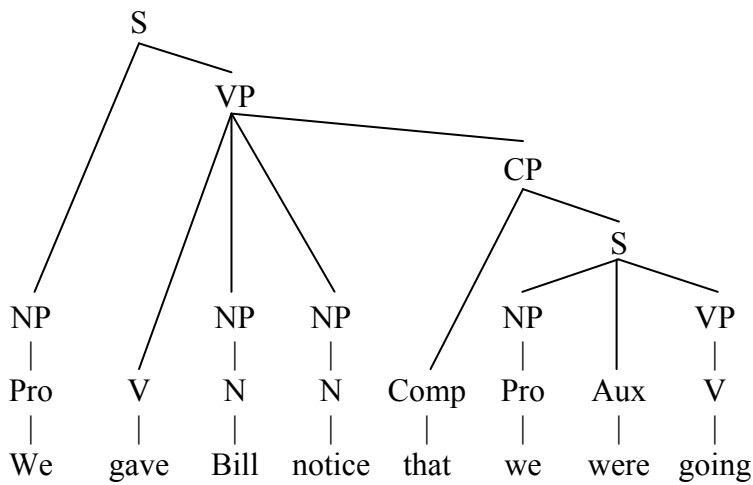 S
VP
CP
S
NP NP NP NP VP
Pro V N N Comp Pro Aux V
We gave Bill notice that we were going